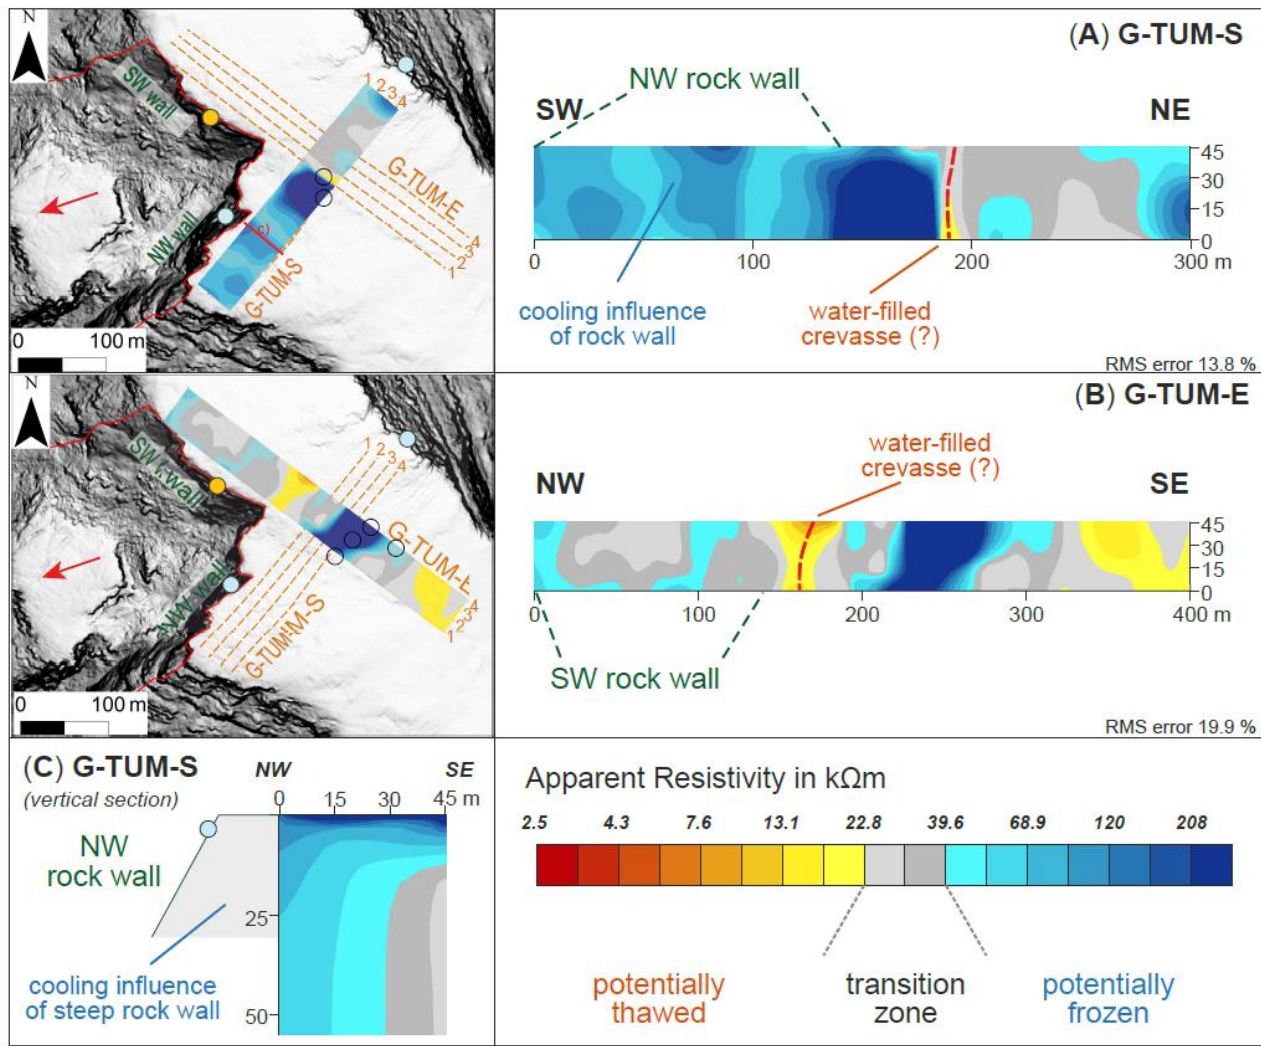 N
SW wall
NW wall
1 2 3 4
G-TUM-E
1 2 3 4
c)
G-TUM-S
0 100 m
(A) G-TUM-S
NW rock wall
SW NE
45
30
15
0
0 100 200 300 m
cooling influence
of rock wall
water-filled
crevasse (?)
RMS error 13.8 %
N
NW wall
1 2 3 4
G-TUM-E
1 2 3 4
0 100 m
(B) G-TUM-E
water-filled
crevasse (?)
NW SE
45
30
15
0
0 100 200 300 400 m
SW rock wall
RMS error 19.9 %
(C) G-TUM-S
(vertical section)
NW SE
0 15 30 45 m
NW
rock wall
25
50
cooling influence
of steep rock wall
Apparent Resistivity in kΩm
2.5 4.3 7.6 13.1 22.8 39.6 68.9 120 208
potentially
thawed
transition
zone
potentially
frozen